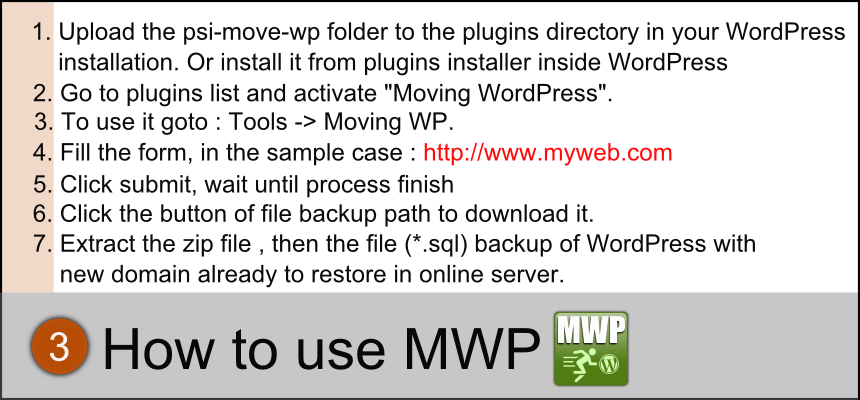 1. Upload the psi-move-wp folder to the plugins directory in your WordPress
installation. Or install it from plugins installer inside WordPress
2. Go to plugins list and activate "Moving WordPress".
3. To use it goto : Tools -> Moving WP.
4. Fill the form, in the sample case : http://www.myweb.com
5. Click submit, wait until process finish
6. Click the button of file backup path to download it.
7. Extract the zip file , then the file (*.sql) backup of WordPress with
new domain already to restore in online server.
3 How to use MWP MWP